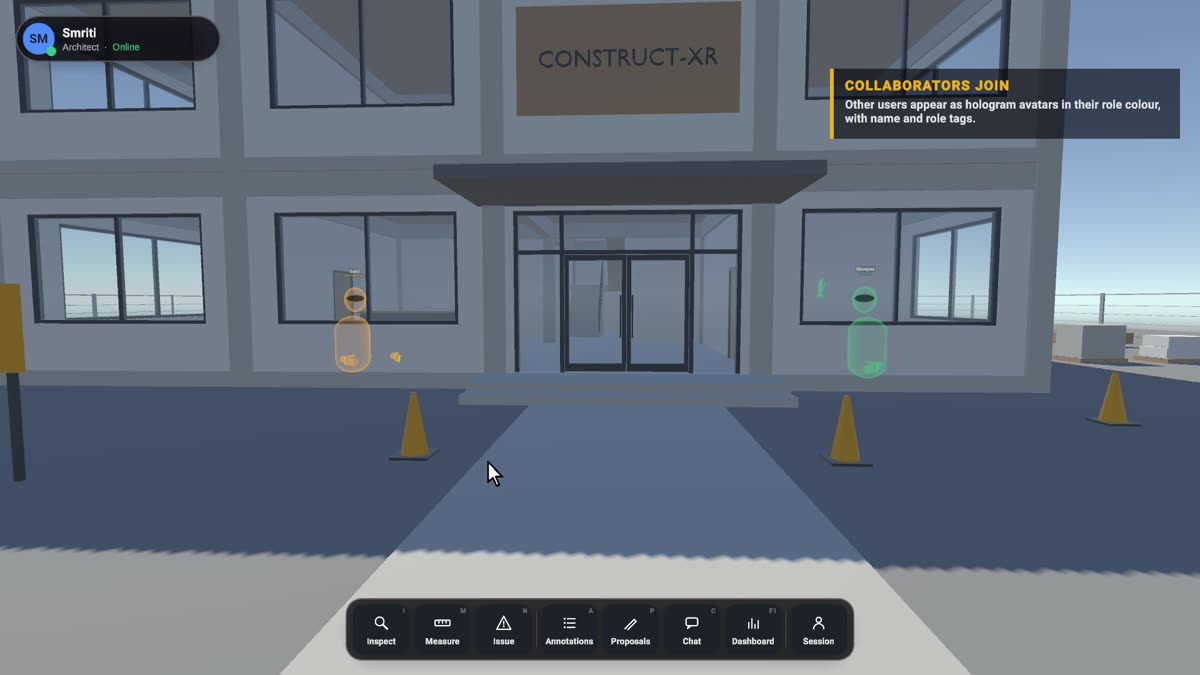 SM
Smriti
Architect · Online
CONSTRUCT-XR
COLLABORATORS JOIN
Other users appear as hologram avatars in their role colour,
with name and role tags.
I
Inspect
M
Measure
N
Issue
A
Annotations
P
Proposals
C
Chat
F1
Dashboard
Session